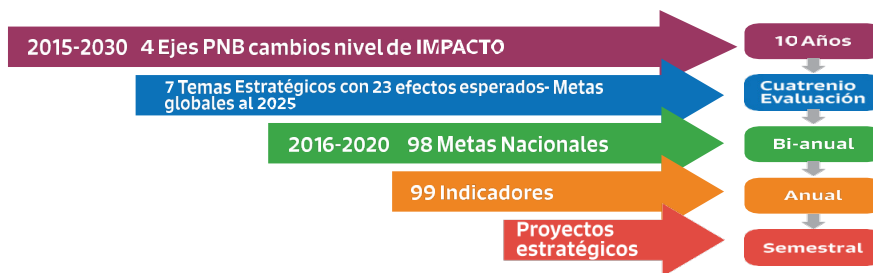 2015-2030 4 Ejes PNB cambios nivel de IMPACTO
10 Años
7 Temas Estratégicos con 23 efectos esperados- Metas
globales al 2025
Cuatrenio
Evaluación
2016-2020 98 Metas Nacionales
Bi-anual
99 Indicadores
Anual
Proyectos
estratégicos
Semestral